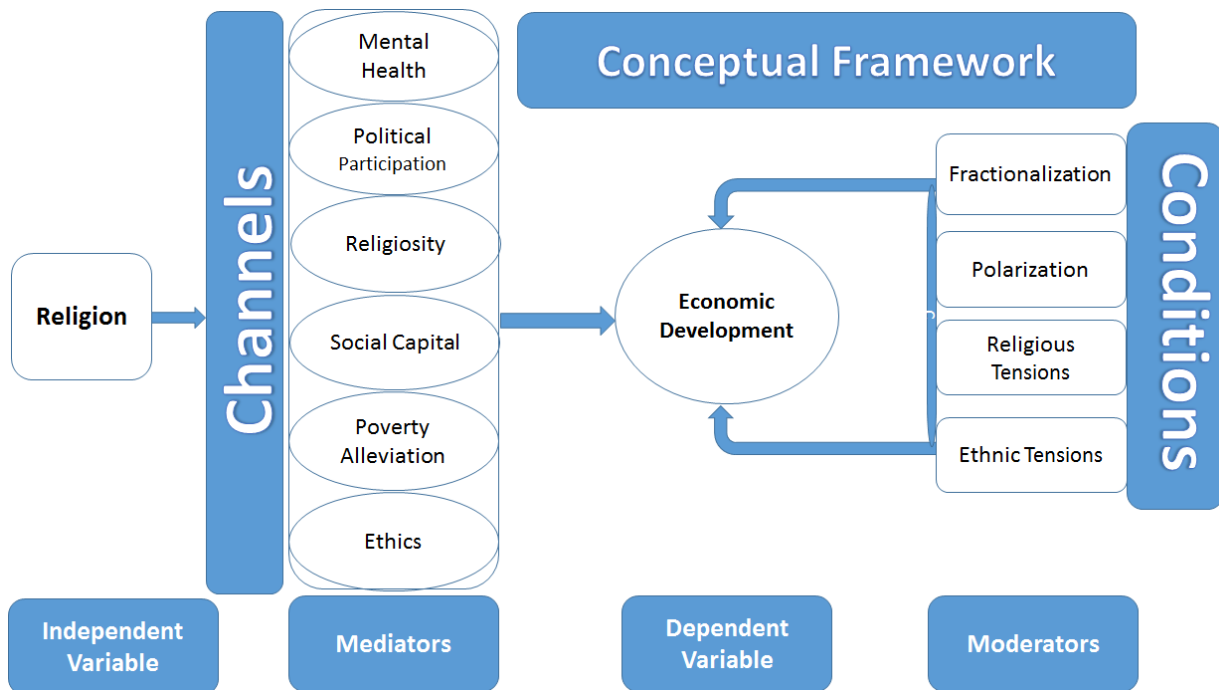 Conceptual Framework
Religion
Channels
Mental
Health
Political
Participation
Religiosity
Social Capital
Poverty
Alleviation
Ethics
Economic
Development
Fractionalization
Polarization
Religious
Tensions
Ethnic Tensions
Conditions
Independent
Variable
Mediators
Dependent
Variable
Moderators